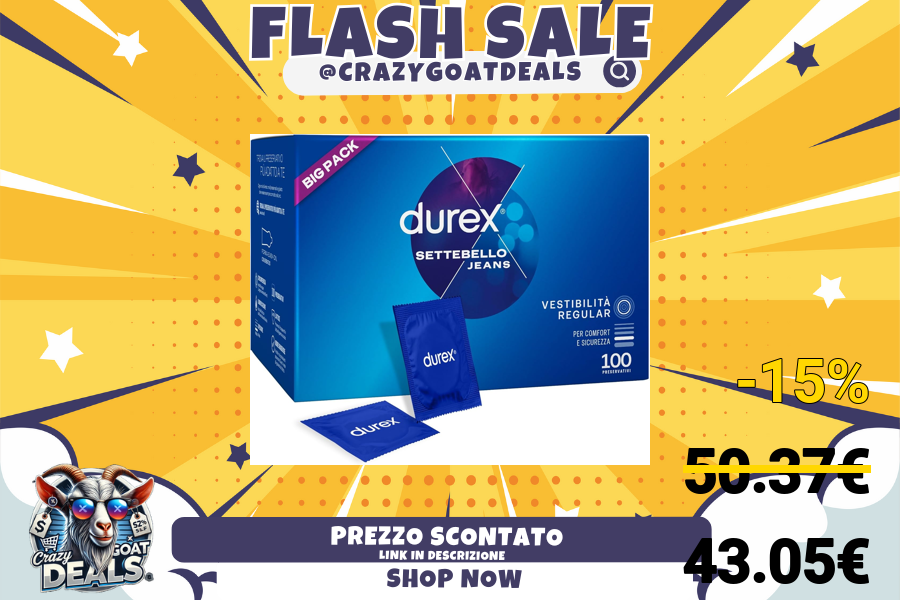 FLASH SALE
@CRAZYGOATDEALS
BIG PACK
durex®
SETTEBELLO
JEANS
VESTIBILITÀ
REGULAR
PER COMFORT
E SICUREZZA
100
PRESERVATIVI
durex®
durex
-15%
50.37€
$
52%
Crazy
GOAT
DEALS
PREZZO SCONTATO
LINK IN DESCRIZIONE
SHOP NOW
43.05€